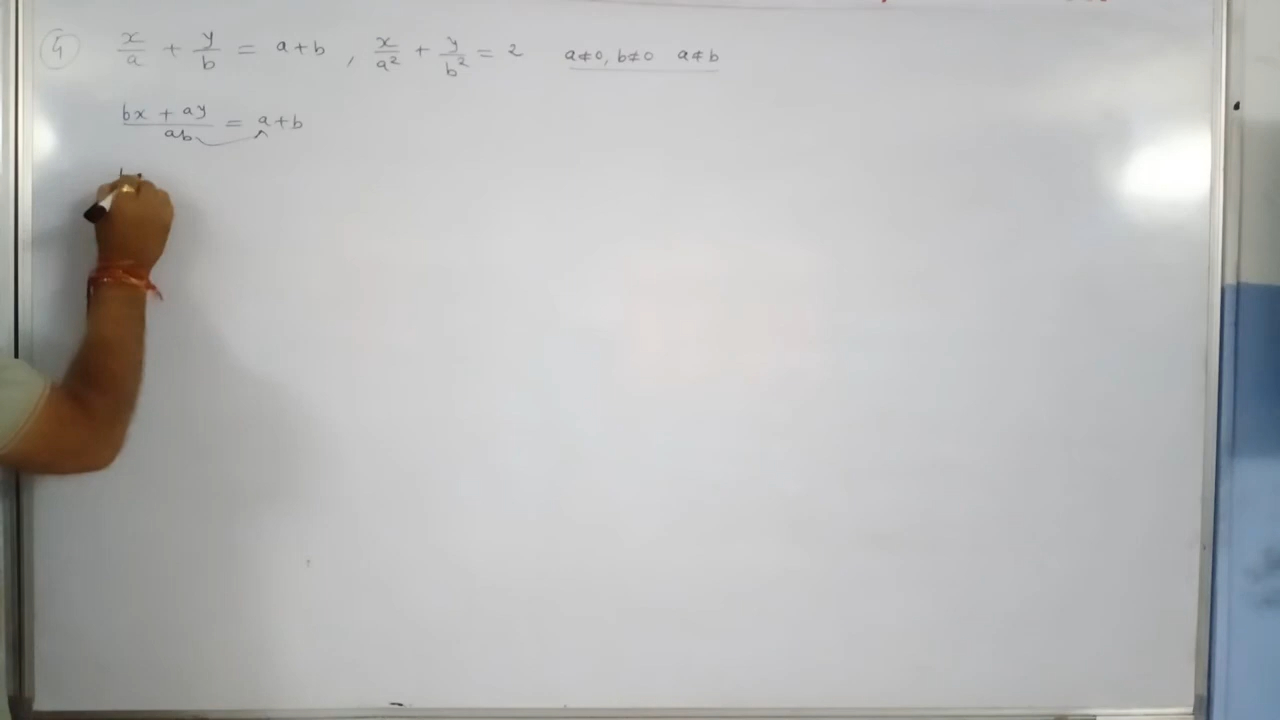 4 x/a + y/b = a+b , x/a² + y/b² = 2 a≠0, b≠0 a≠b
(bx + ay)/ab = a+b